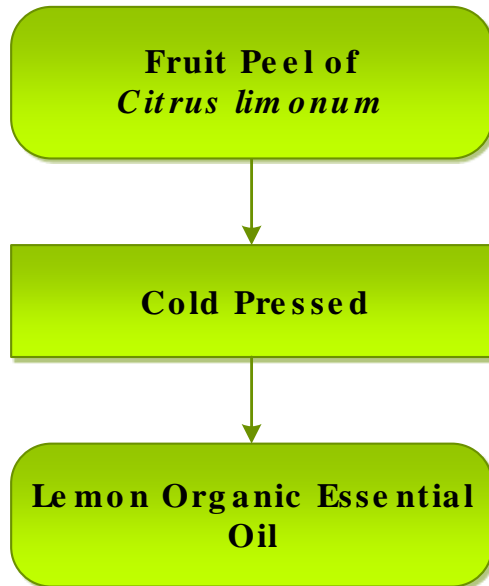 Fruit Peel of
Citrus limonum
Cold Pressed
Lemon Organic Essential
Oil